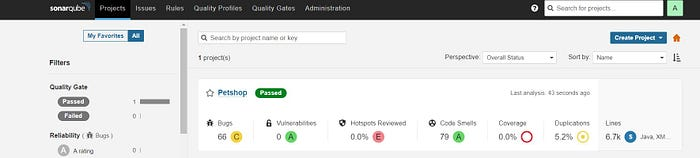 sonarqube Projects Issues Rules Quality Profiles Quality Gates Administration ? Search for projects... A
My Favorites All
Search by project name or key
Create Project
1 project(s)
Perspective: Overall Status Sort by: Name
Filters
Quality Gate
Passed 1
Failed 0
Reliability ( Bugs )
A A rating 0
Petshop Passed
Last analysis: 43 seconds ago
Bugs Vulnerabilities Hotspots Reviewed Code Smells Coverage Duplications Lines
66 C 0 A 0.0% E 79 A 0.0% 5.2% 6.7k S Java, XM...